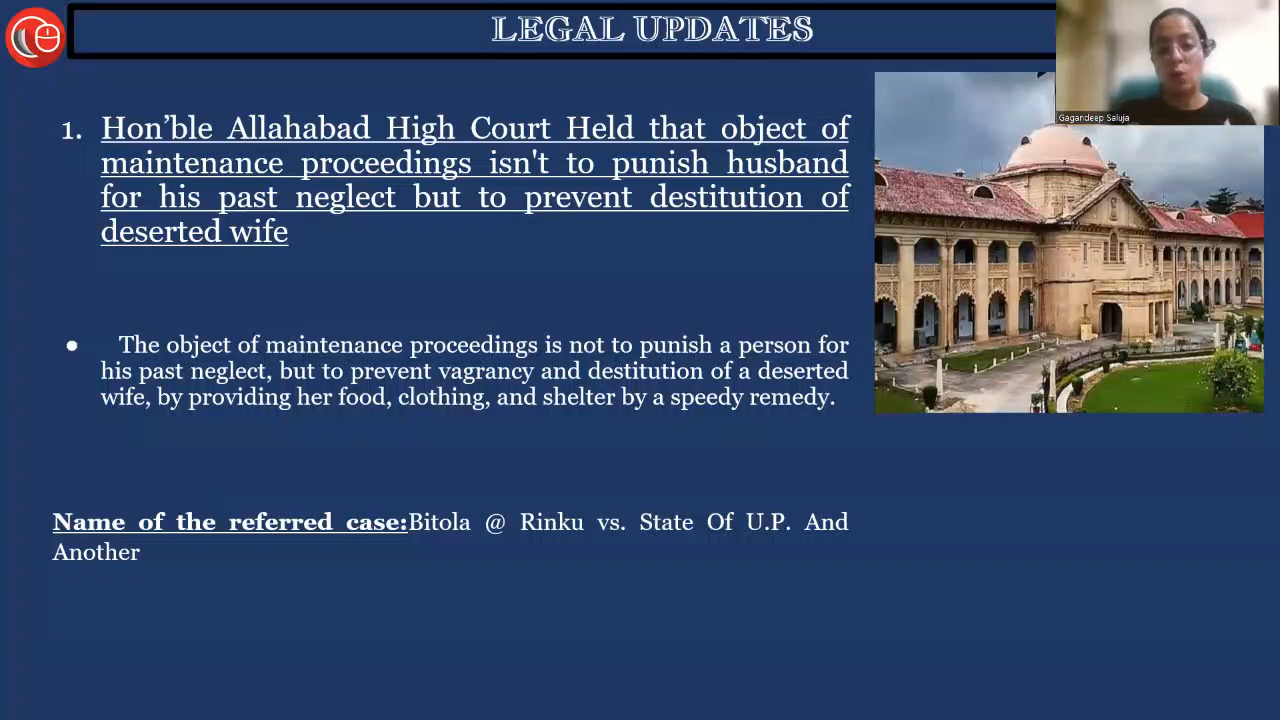 LEGAL UPDATES
Gagandeep Saluja
1. Hon’ble Allahabad High Court Held that object of
maintenance proceedings isn't to punish husband
for his past neglect but to prevent destitution of
deserted wife
● The object of maintenance proceedings is not to punish a person for
his past neglect, but to prevent vagrancy and destitution of a deserted
wife, by providing her food, clothing, and shelter by a speedy remedy.
Name of the referred case:Bitola @ Rinku vs. State Of U.P. And
Another